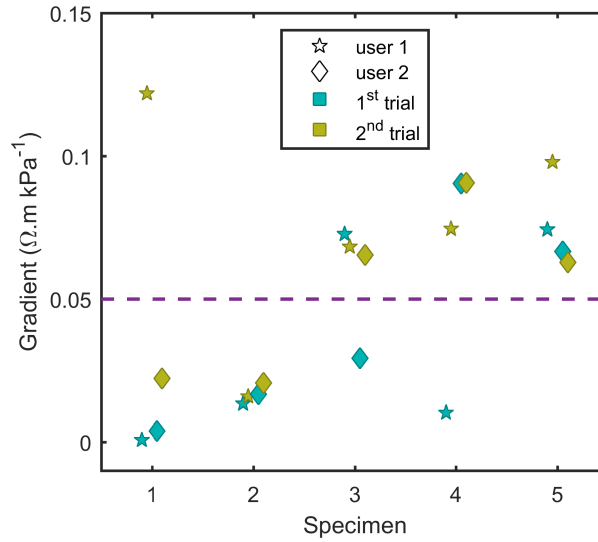 0.15
0.1
0.05
0
Gradient (Ω.m kPa⁻¹)
user 1
user 2
1ˢᵗ trial
2ⁿᵈ trial
1 2 3 4 5
Specimen